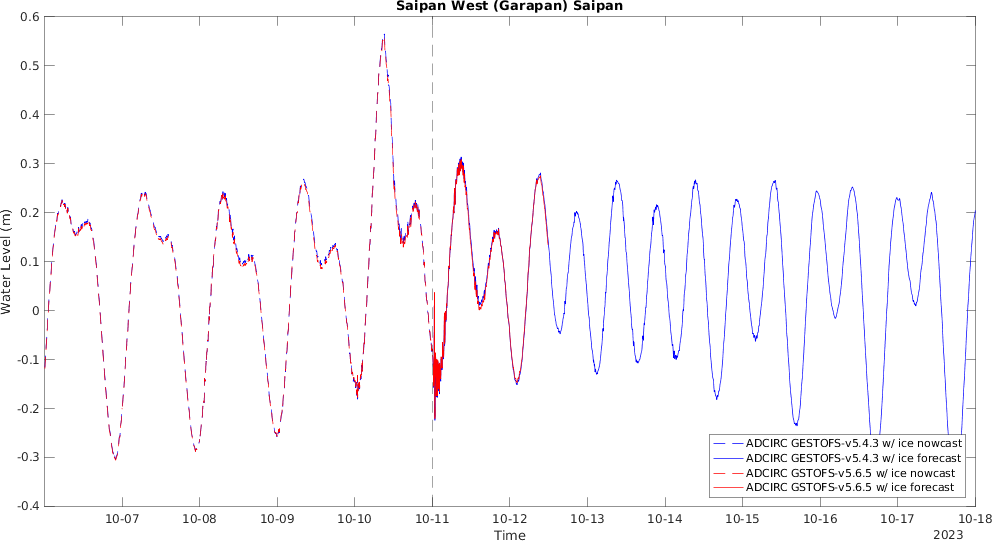 Saipan West (Garapan) Saipan
0.6
0.5
0.4
0.3
0.2
0.1
0
-0.1
-0.2
-0.3
-0.4
Water Level (m)
ADCIRC GESTOFS-v5.4.3 w/ ice nowcast
ADCIRC GESTOFS-v5.4.3 w/ ice forecast
ADCIRC GSTOFS-v5.6.5 w/ ice nowcast
ADCIRC GSTOFS-v5.6.5 w/ ice forecast
10-07 10-08 10-09 10-10 10-11 10-12 10-13 10-14 10-15 10-16 10-17 10-18
Time
2023